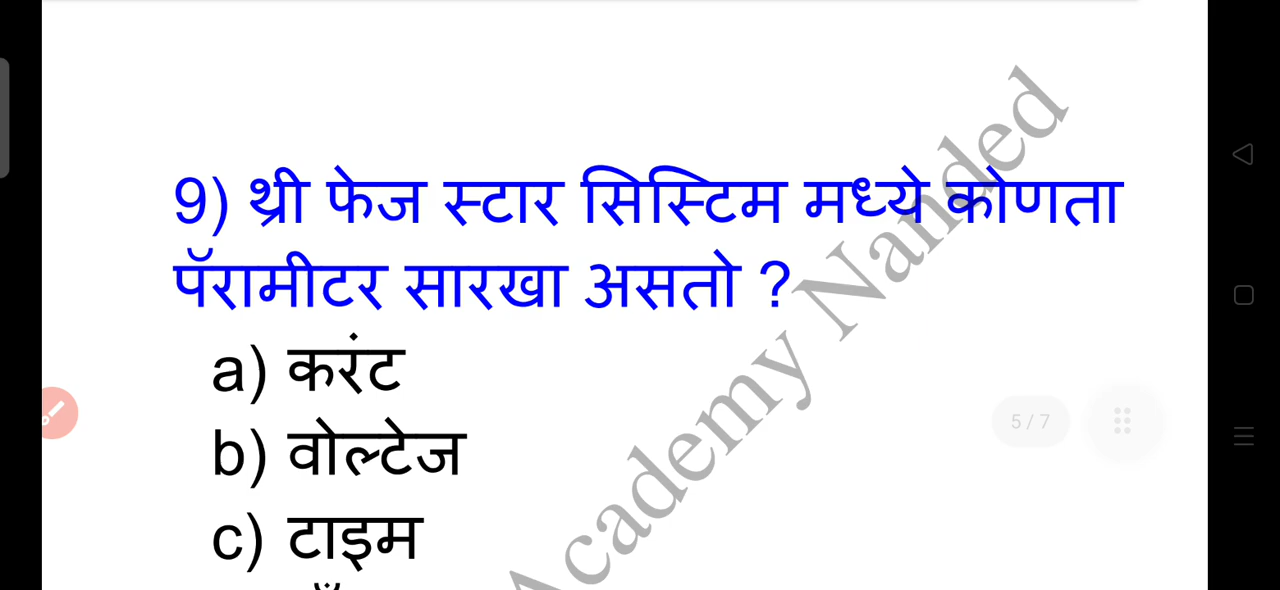 9) थ्री फेज स्टार सिस्टिम मध्ये कोणता
पॅरामीटर सारखा असतो ?
a) करंट
b) वोल्टेज
c) टाइम
Academy Nanded
5 / 7